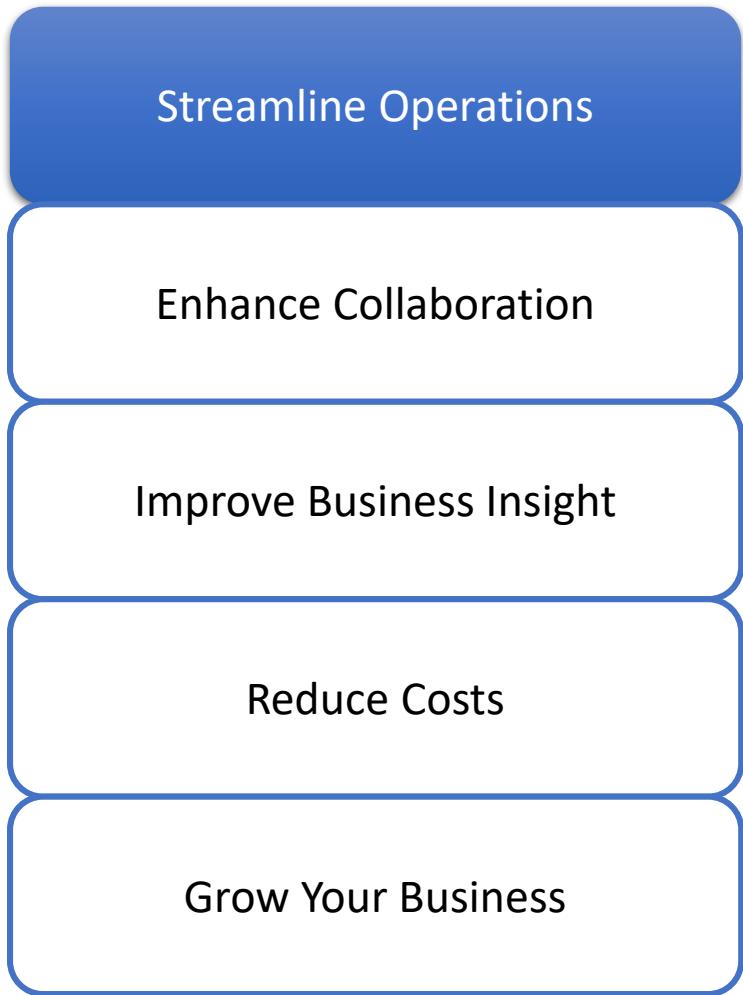 Streamline Operations
Enhance Collaboration
Improve Business Insight
Reduce Costs
Grow Your Business